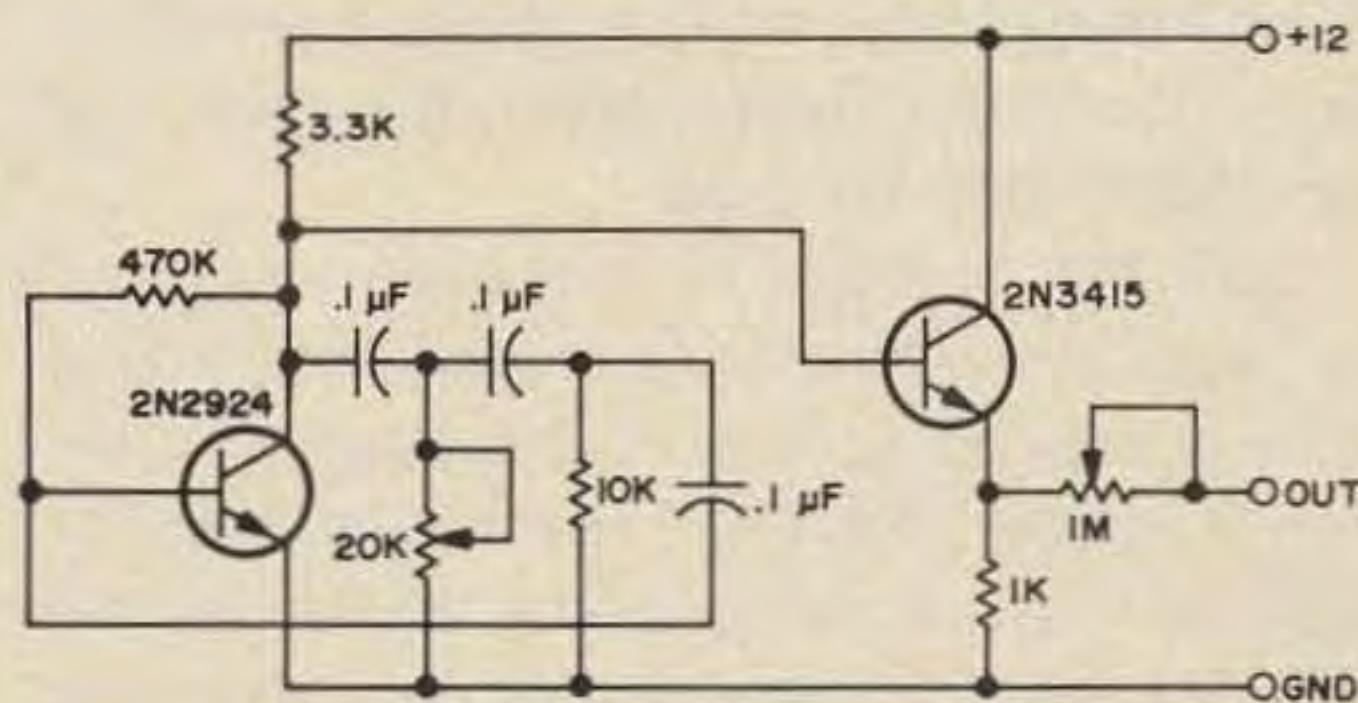 +12
3.3K
470K
.1 µF .1 µF
2N3415
2N2924
10K
.1 µF
OUT
20K
1M
1K
GND